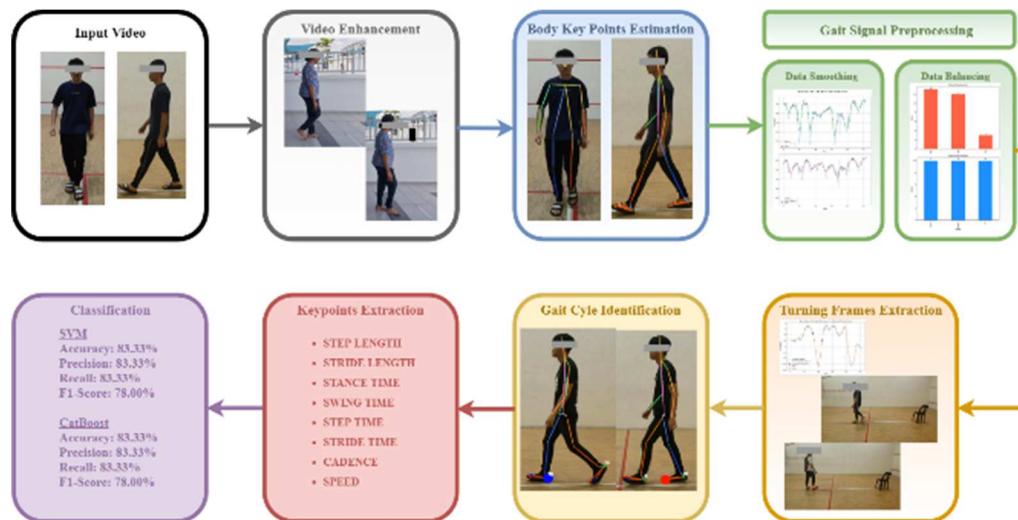 Input Video
Video Enhancement
Body Key Points Estimation
Gait Signal Preprocessing
Data Smoothing
Data Balancing
Classification
SVM
Accuracy: 83.33%
Precision: 83.33%
Recall: 83.33%
F1-Score: 78.00%
CatBoost
Accuracy: 83.33%
Precision: 83.33%
Recall: 83.33%
F1-Score: 78.00%
Keypoints Extraction
• STEP LENGTH
• STRIDE LENGTH
• STANCE TIME
• SWING TIME
• STEP TIME
• STRIDE TIME
• CADENCE
• SPEED
Gait Cyle Identification
Turning Frames Extraction